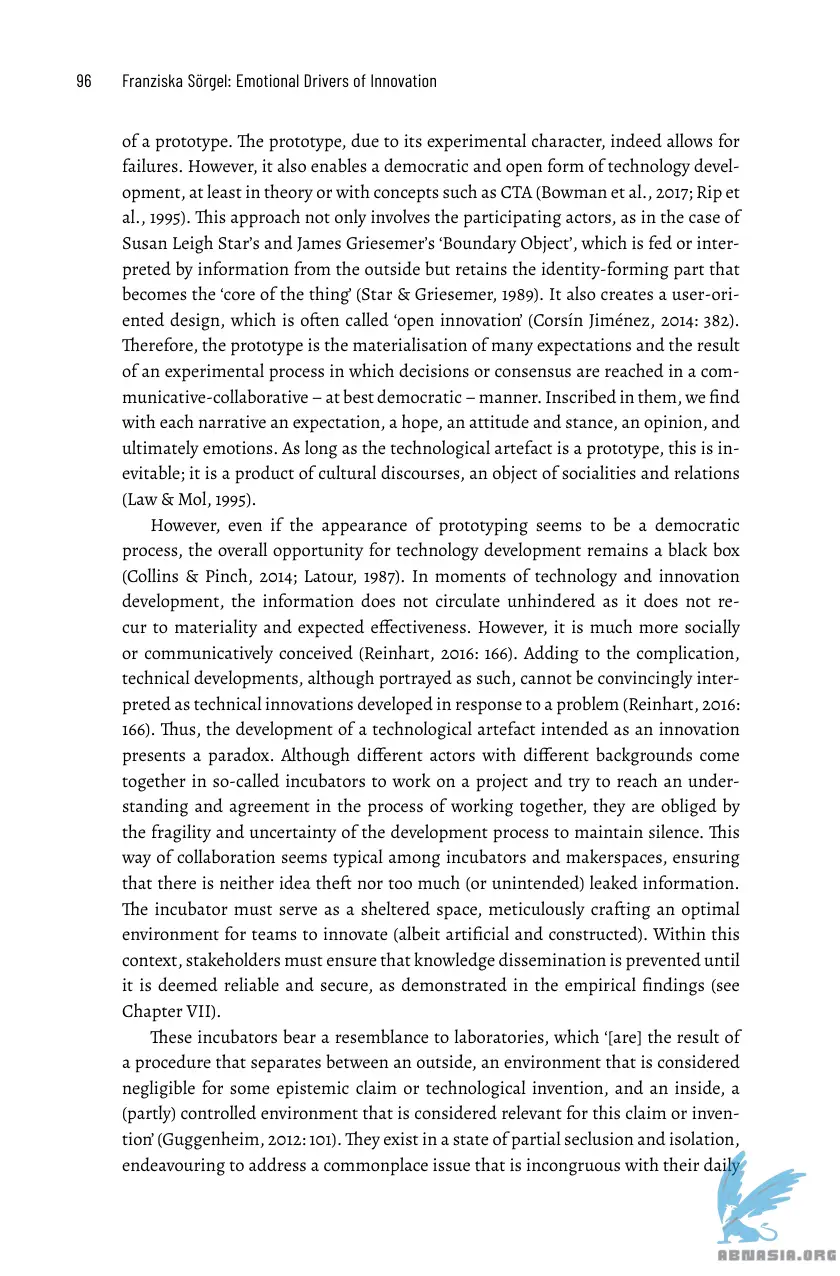 96 Franziska Sörgel: Emotional Drivers of Innovation
of a prototype. The prototype, due to its experimental character, indeed allows for
failures. However, it also enables a democratic and open form of technology devel-
opment, at least in theory or with concepts such as CTA (Bowman et al., 2017; Rip et
al., 1995). This approach not only involves the participating actors, as in the case of
Susan Leigh Star’s and James Griesemer’s ‘Boundary Object’, which is fed or inter-
preted by information from the outside but retains the identity-forming part that
becomes the ‘core of the thing’ (Star & Griesemer, 1989). It also creates a user-ori-
ented design, which is often called ‘open innovation’ (Corsín Jiménez, 2014: 382).
Therefore, the prototype is the materialisation of many expectations and the result
of an experimental process in which decisions or consensus are reached in a com-
municative-collaborative – at best democratic – manner. Inscribed in them, we find
with each narrative an expectation, a hope, an attitude and stance, an opinion, and
ultimately emotions. As long as the technological artefact is a prototype, this is in-
evitable; it is a product of cultural discourses, an object of socialities and relations
(Law & Mol, 1995).
However, even if the appearance of prototyping seems to be a democratic
process, the overall opportunity for technology development remains a black box
(Collins & Pinch, 2014; Latour, 1987). In moments of technology and innovation
development, the information does not circulate unhindered as it does not re-
cur to materiality and expected effectiveness. However, it is much more socially
or communicatively conceived (Reinhart, 2016: 166). Adding to the complication,
technical developments, although portrayed as such, cannot be convincingly inter-
preted as technical innovations developed in response to a problem (Reinhart, 2016:
166). Thus, the development of a technological artefact intended as an innovation
presents a paradox. Although different actors with different backgrounds come
together in so-called incubators to work on a project and try to reach an under-
standing and agreement in the process of working together, they are obliged by
the fragility and uncertainty of the development process to maintain silence. This
way of collaboration seems typical among incubators and makerspaces, ensuring
that there is neither idea theft nor too much (or unintended) leaked information.
The incubator must serve as a sheltered space, meticulously crafting an optimal
environment for teams to innovate (albeit artificial and constructed). Within this
context, stakeholders must ensure that knowledge dissemination is prevented until
it is deemed reliable and secure, as demonstrated in the empirical findings (see
Chapter VII).
These incubators bear a resemblance to laboratories, which ‘[are] the result of
a procedure that separates between an outside, an environment that is considered
negligible for some epistemic claim or technological invention, and an inside, a
(partly) controlled environment that is considered relevant for this claim or inven-
tion’ (Guggenheim, 2012: 101). They exist in a state of partial seclusion and isolation,
endeavouring to address a commonplace issue that is incongruous with their daily
ABNASIA.ORG